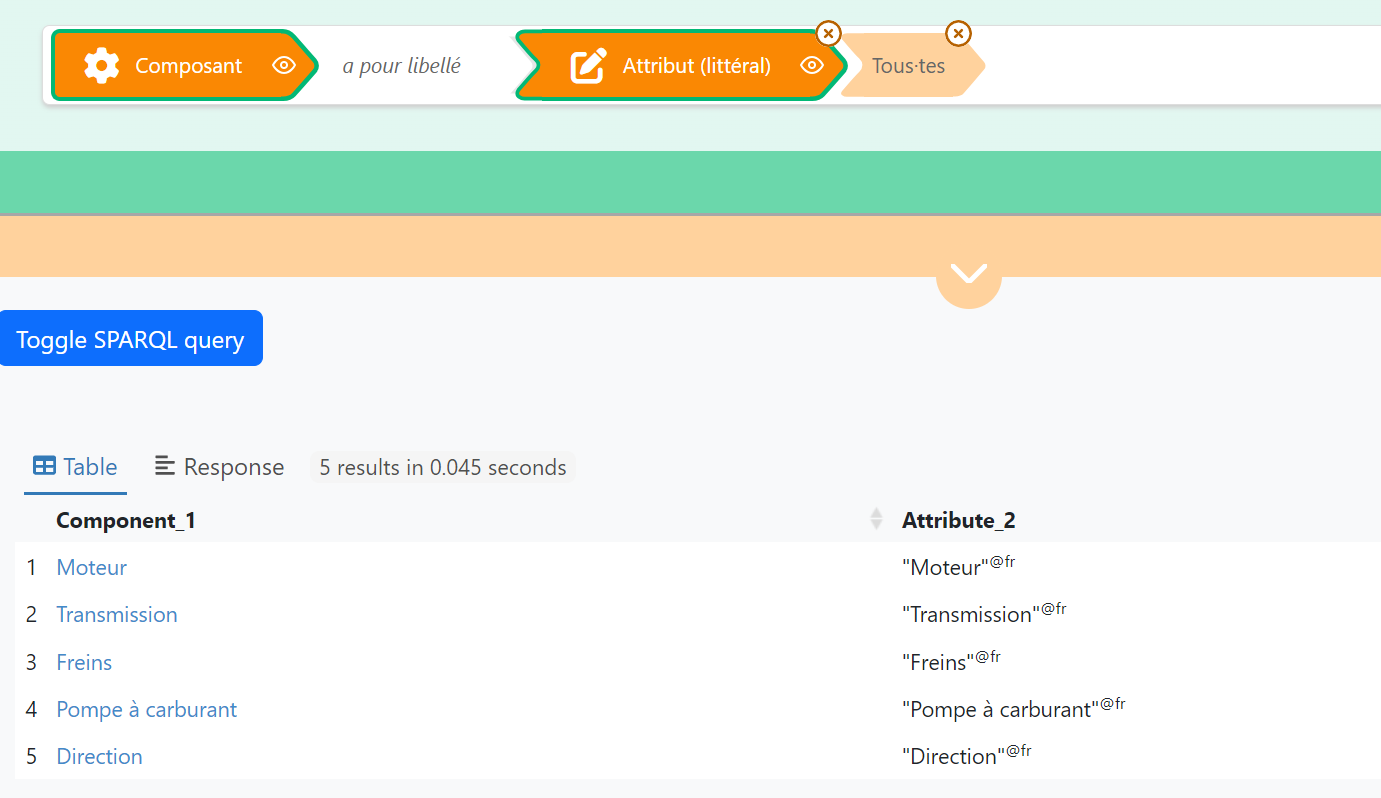 Composant a pour libellé Attribut (littéral) Tous·tes
Toggle SPARQL query
Table Response 5 results in 0.045 seconds
Component_1 Attribute_2
1 Moteur "Moteur"@fr
2 Transmission "Transmission"@fr
3 Freins "Freins"@fr
4 Pompe à carburant "Pompe à carburant"@fr
5 Direction "Direction"@fr